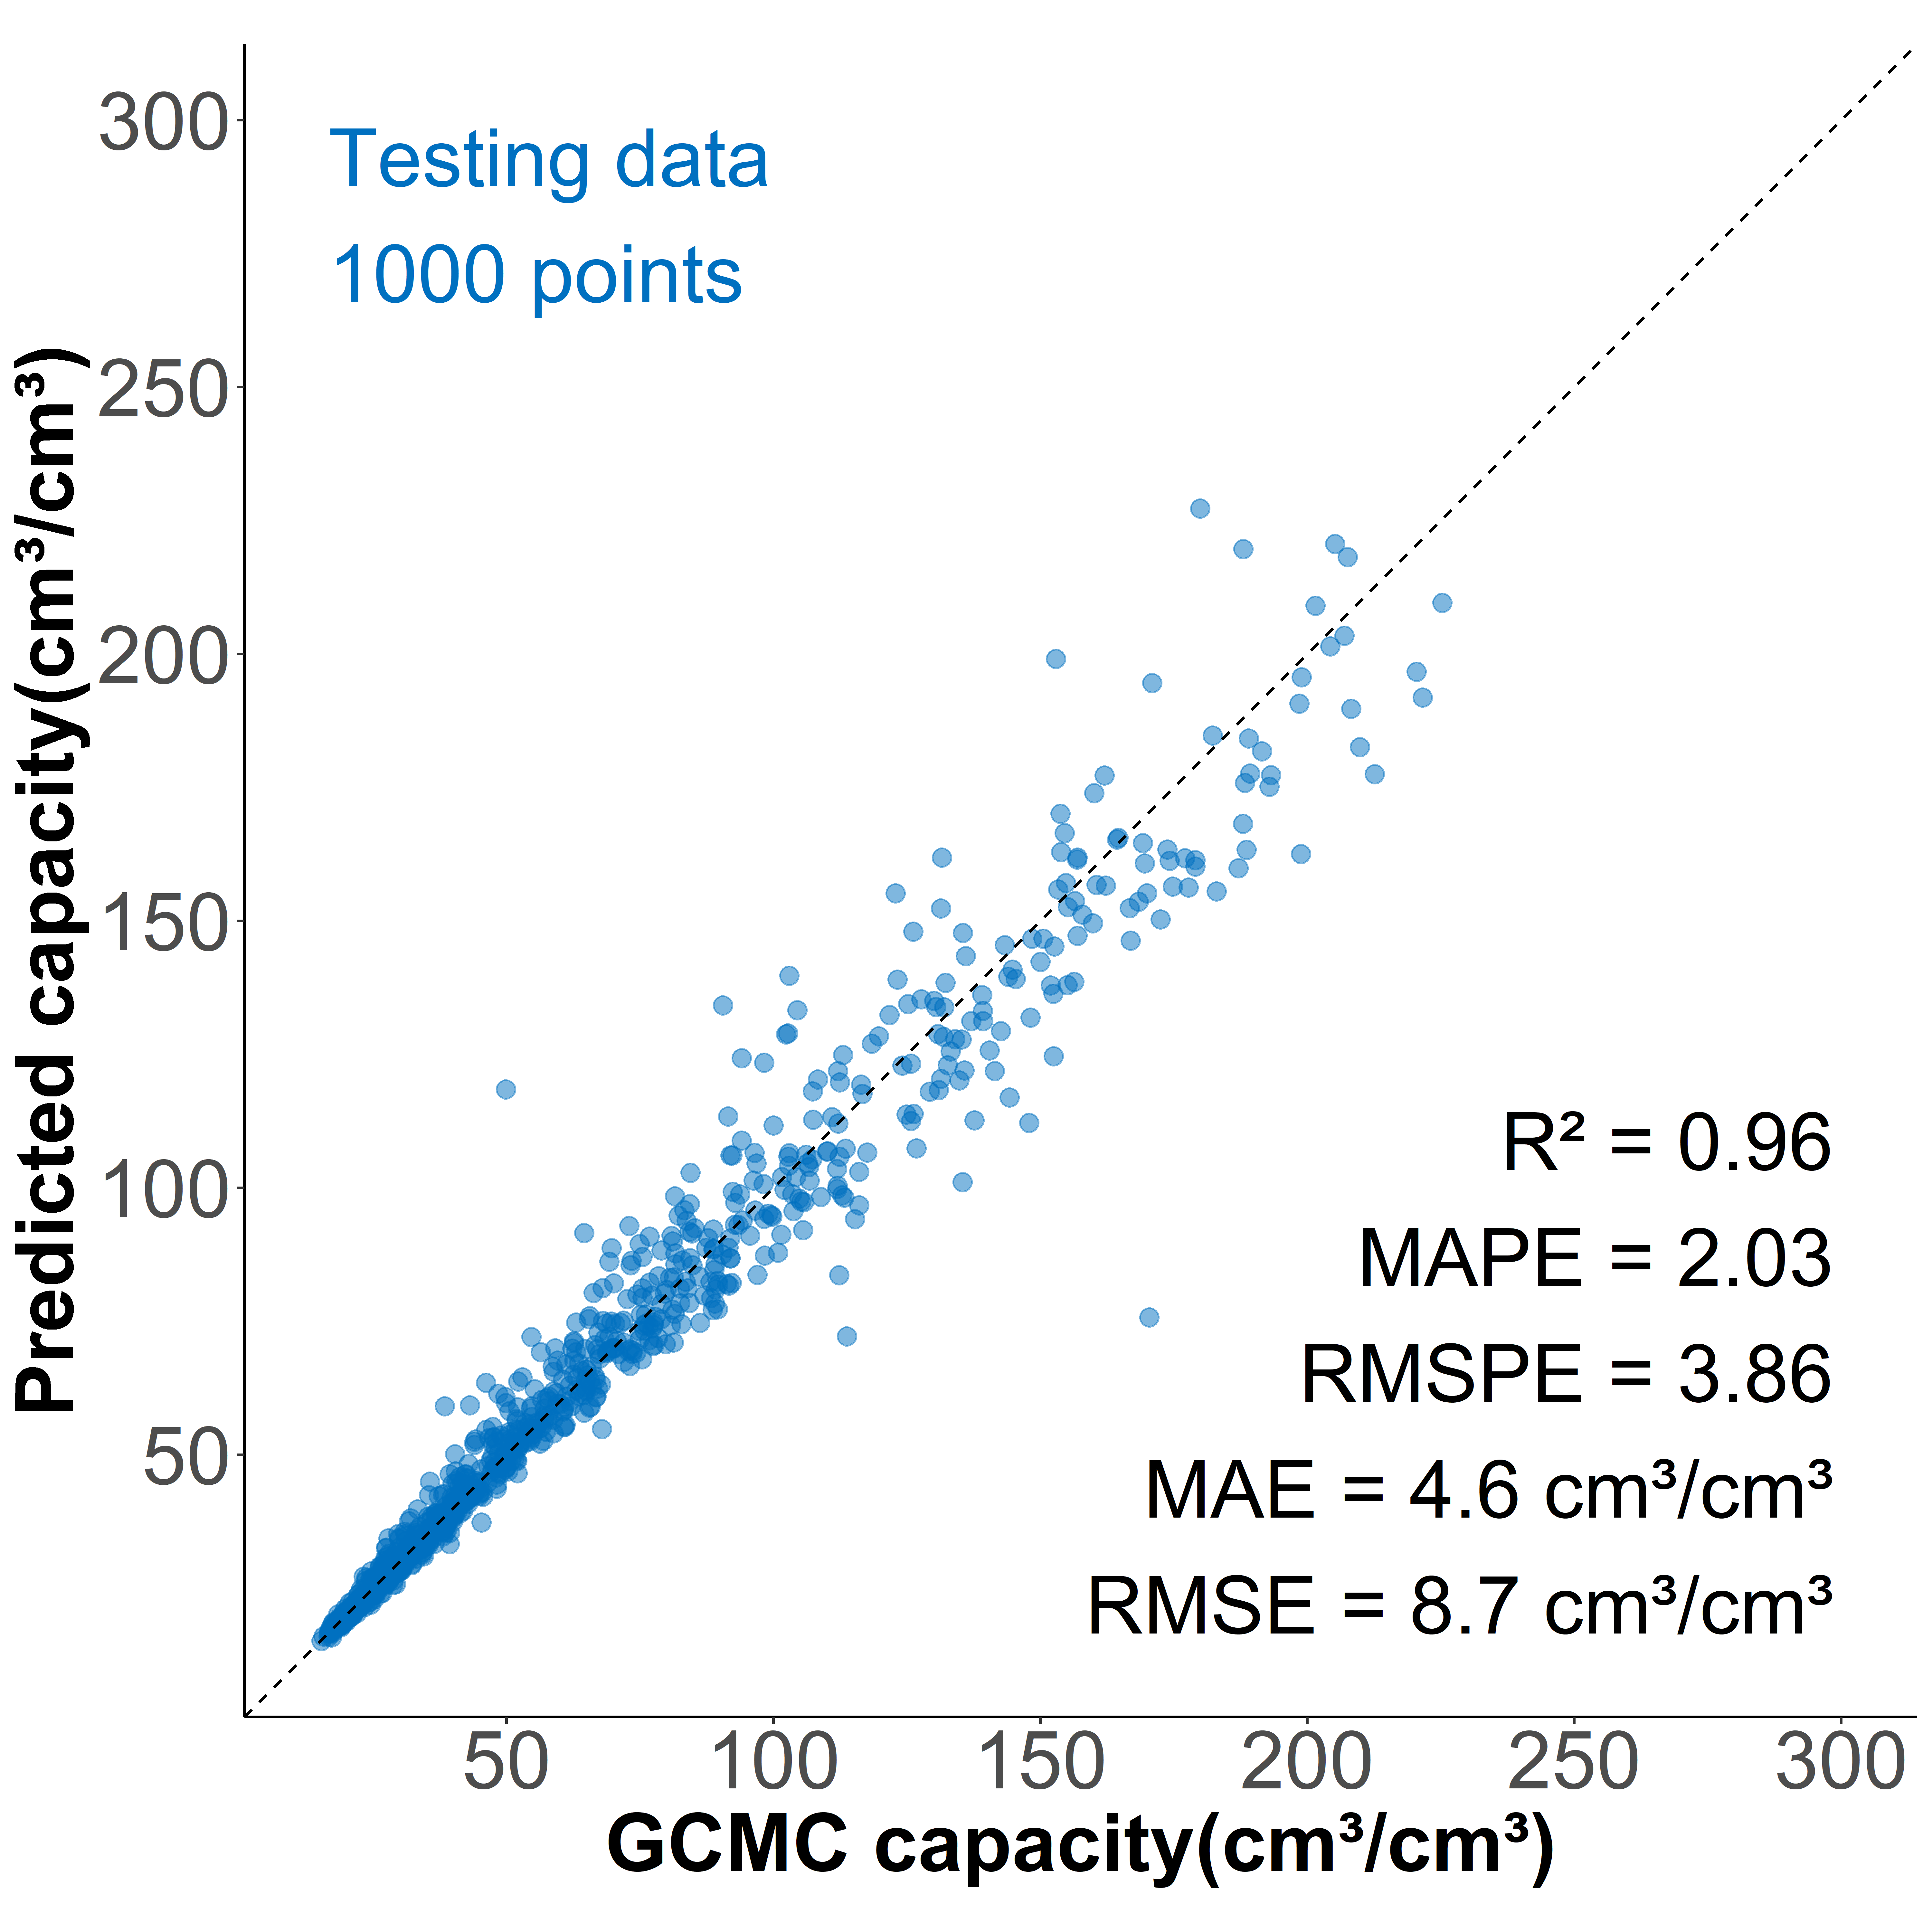 Testing data
1000 points
Predicted capacity(cm³/cm³)
300
250
200
150
100
50
R² = 0.96
MAPE = 2.03
RMSPE = 3.86
MAE = 4.6 cm³/cm³
RMSE = 8.7 cm³/cm³
50 100 150 200 250 300
GCMC capacity(cm³/cm³)